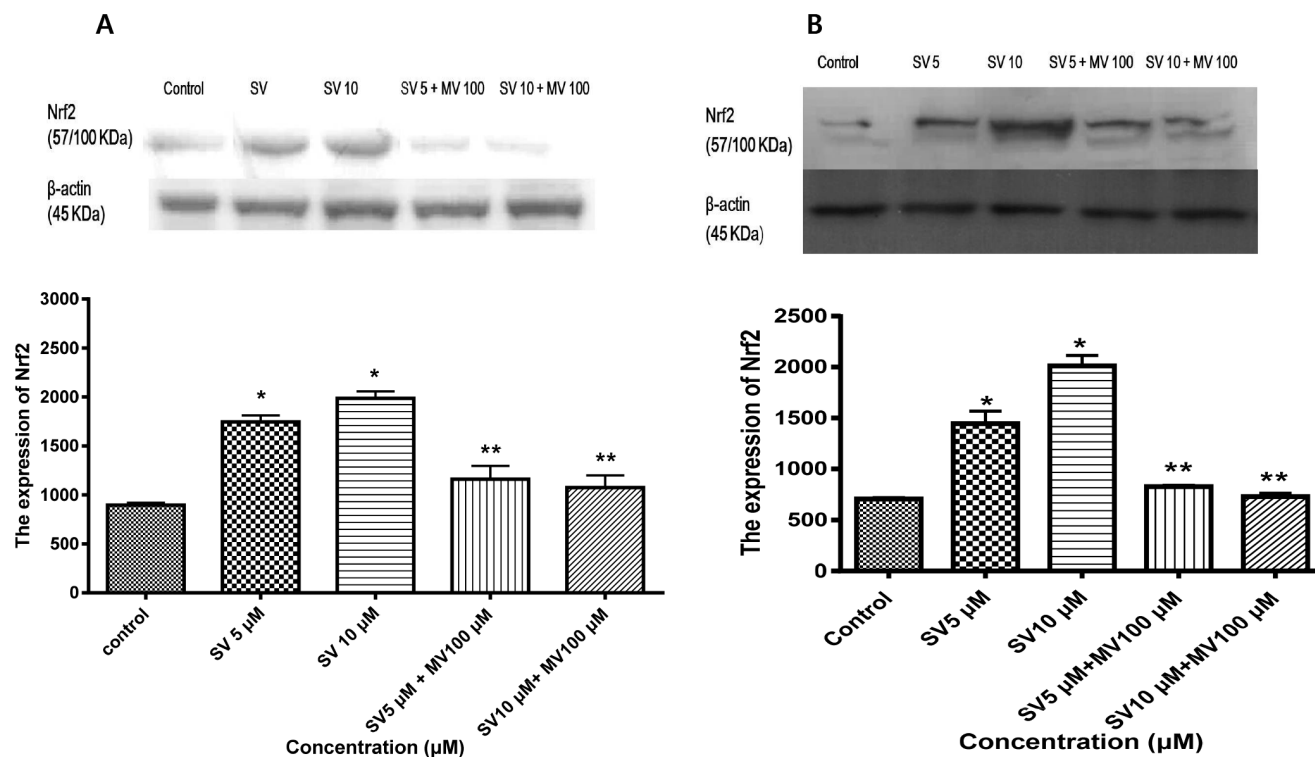 A
Control SV SV 10 SV 5 + MV 100 SV 10 + MV 100
Nrf2
(57/100 KDa)
β-actin
(45 KDa)
The expression of Nrf2
3000
2500
2000
1500
1000
500
0
* * ** **
control SV 5 µM SV 10 µM SV5 µM + MV100 µM SV10 µM+ MV100 µM
Concentration (µM)
B
Control SV 5 SV 10 SV 5 + MV 100 SV 10 + MV 100
Nrf2
(57/100 KDa)
β-actin
(45 KDa)
The expression of Nrf2
2500
2000
1500
1000
500
0
* * ** **
Control SV5 µM SV10 µM SV5 µM+MV100 µM SV10 µM+MV100 µM
Concentration (µM)